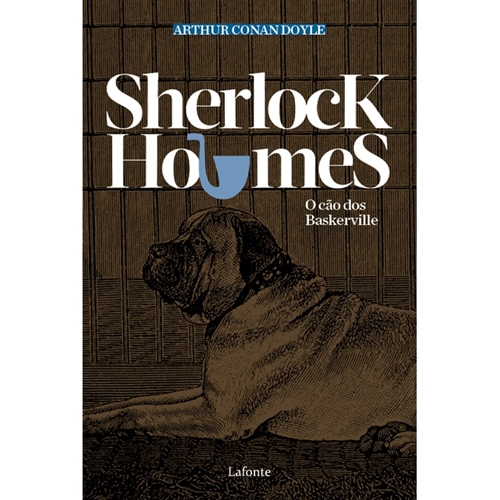 ARTHUR CONAN DOYLE
SherlocK
HolmeS
O cão dos
Baskerville
Lafonte